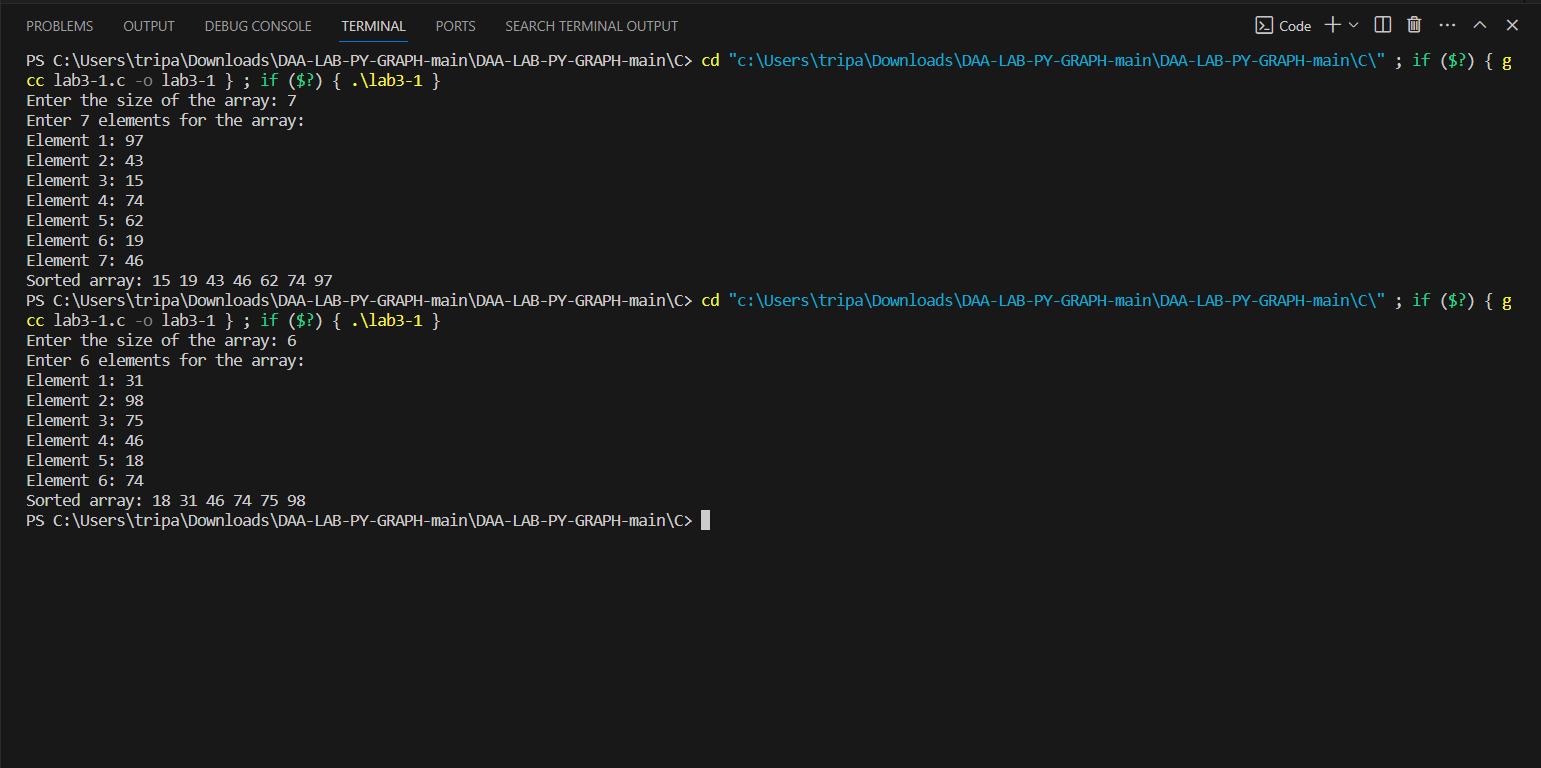 PROBLEMS OUTPUT DEBUG CONSOLE TERMINAL PORTS SEARCH TERMINAL OUTPUT Code
PS C:\Users\tripa\Downloads\DAA-LAB-PY-GRAPH-main\DAA-LAB-PY-GRAPH-main\C> cd "c:\Users\tripa\Downloads\DAA-LAB-PY-GRAPH-main\DAA-LAB-PY-GRAPH-main\C\" ; if ($?) { g
cc lab3-1.c -o lab3-1 } ; if ($?) { .\lab3-1 }
Enter the size of the array: 7
Enter 7 elements for the array:
Element 1: 97
Element 2: 43
Element 3: 15
Element 4: 74
Element 5: 62
Element 6: 19
Element 7: 46
Sorted array: 15 19 43 46 62 74 97
PS C:\Users\tripa\Downloads\DAA-LAB-PY-GRAPH-main\DAA-LAB-PY-GRAPH-main\C> cd "c:\Users\tripa\Downloads\DAA-LAB-PY-GRAPH-main\DAA-LAB-PY-GRAPH-main\C\" ; if ($?) { g
cc lab3-1.c -o lab3-1 } ; if ($?) { .\lab3-1 }
Enter the size of the array: 6
Enter 6 elements for the array:
Element 1: 31
Element 2: 98
Element 3: 75
Element 4: 46
Element 5: 18
Element 6: 74
Sorted array: 18 31 46 74 75 98
PS C:\Users\tripa\Downloads\DAA-LAB-PY-GRAPH-main\DAA-LAB-PY-GRAPH-main\C>